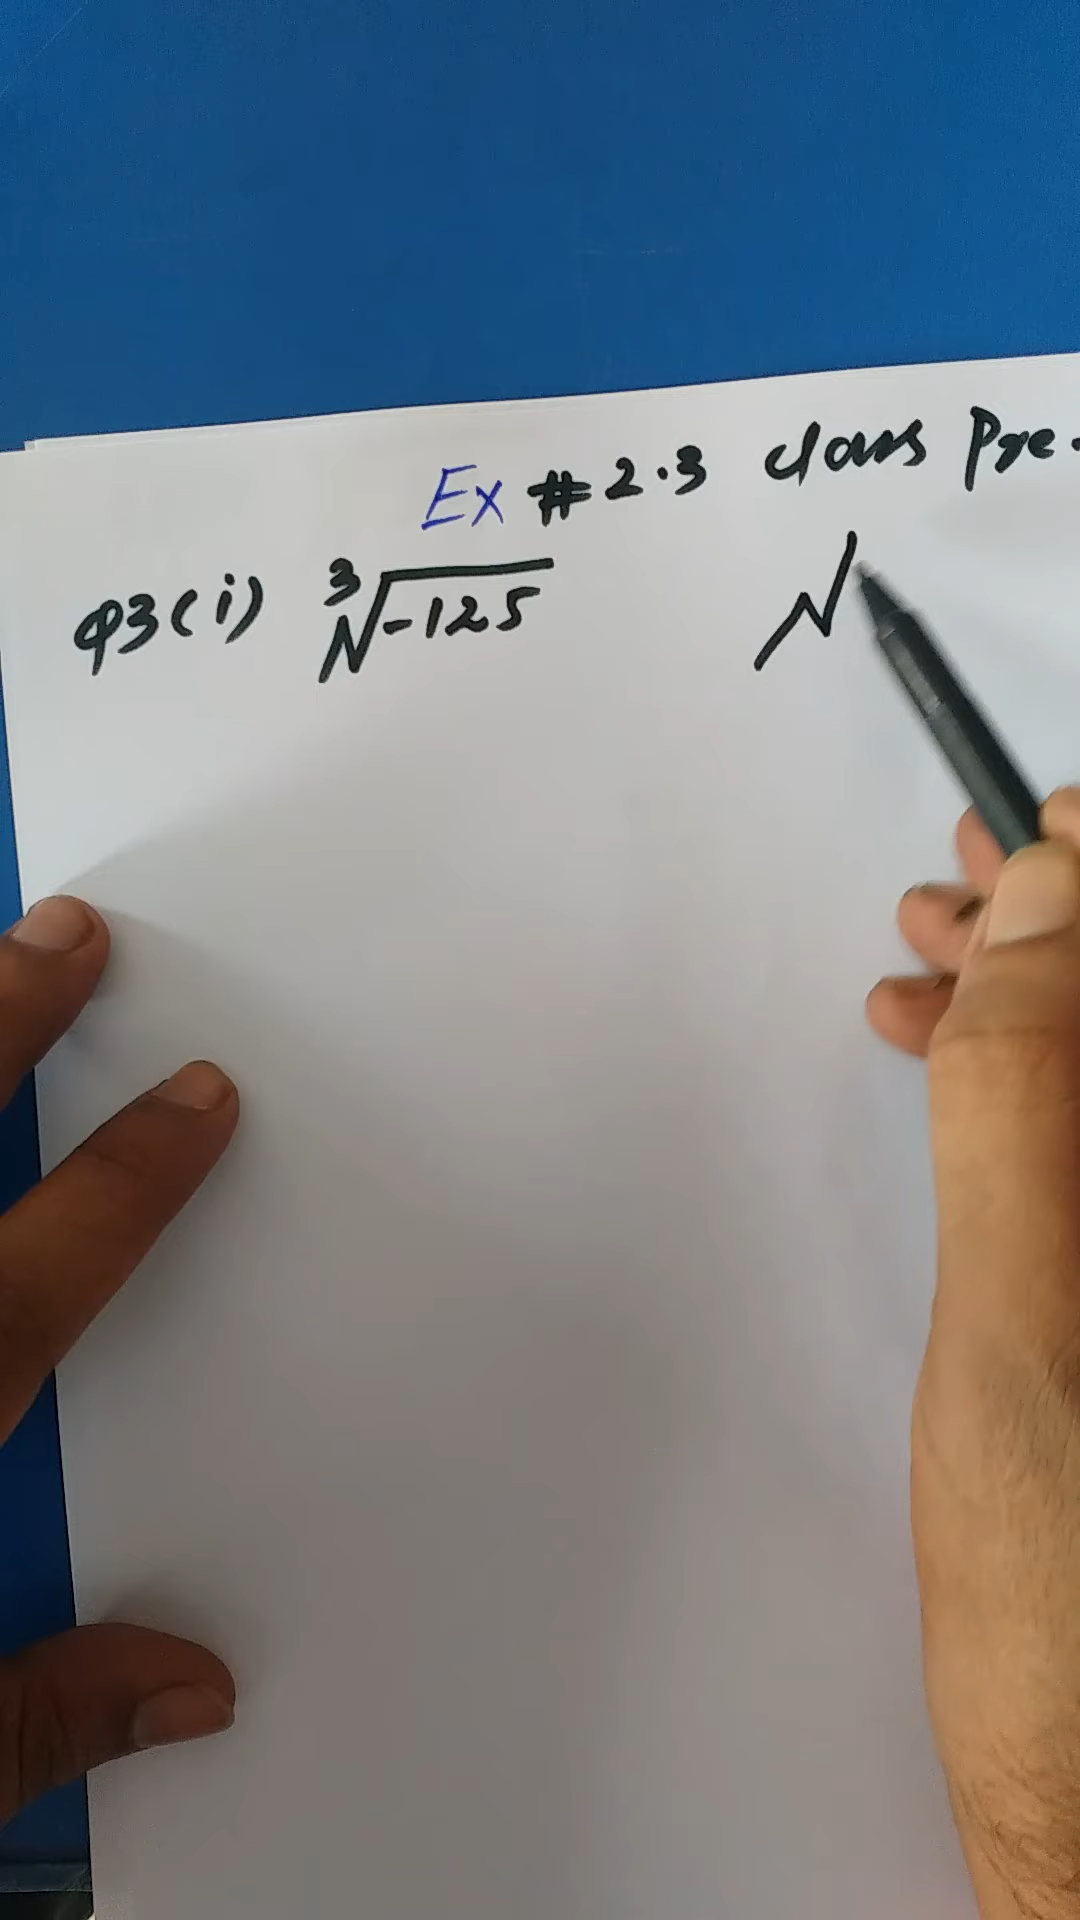 Ex # 2.3 class Pre-
Q3(i) ∛-125 √